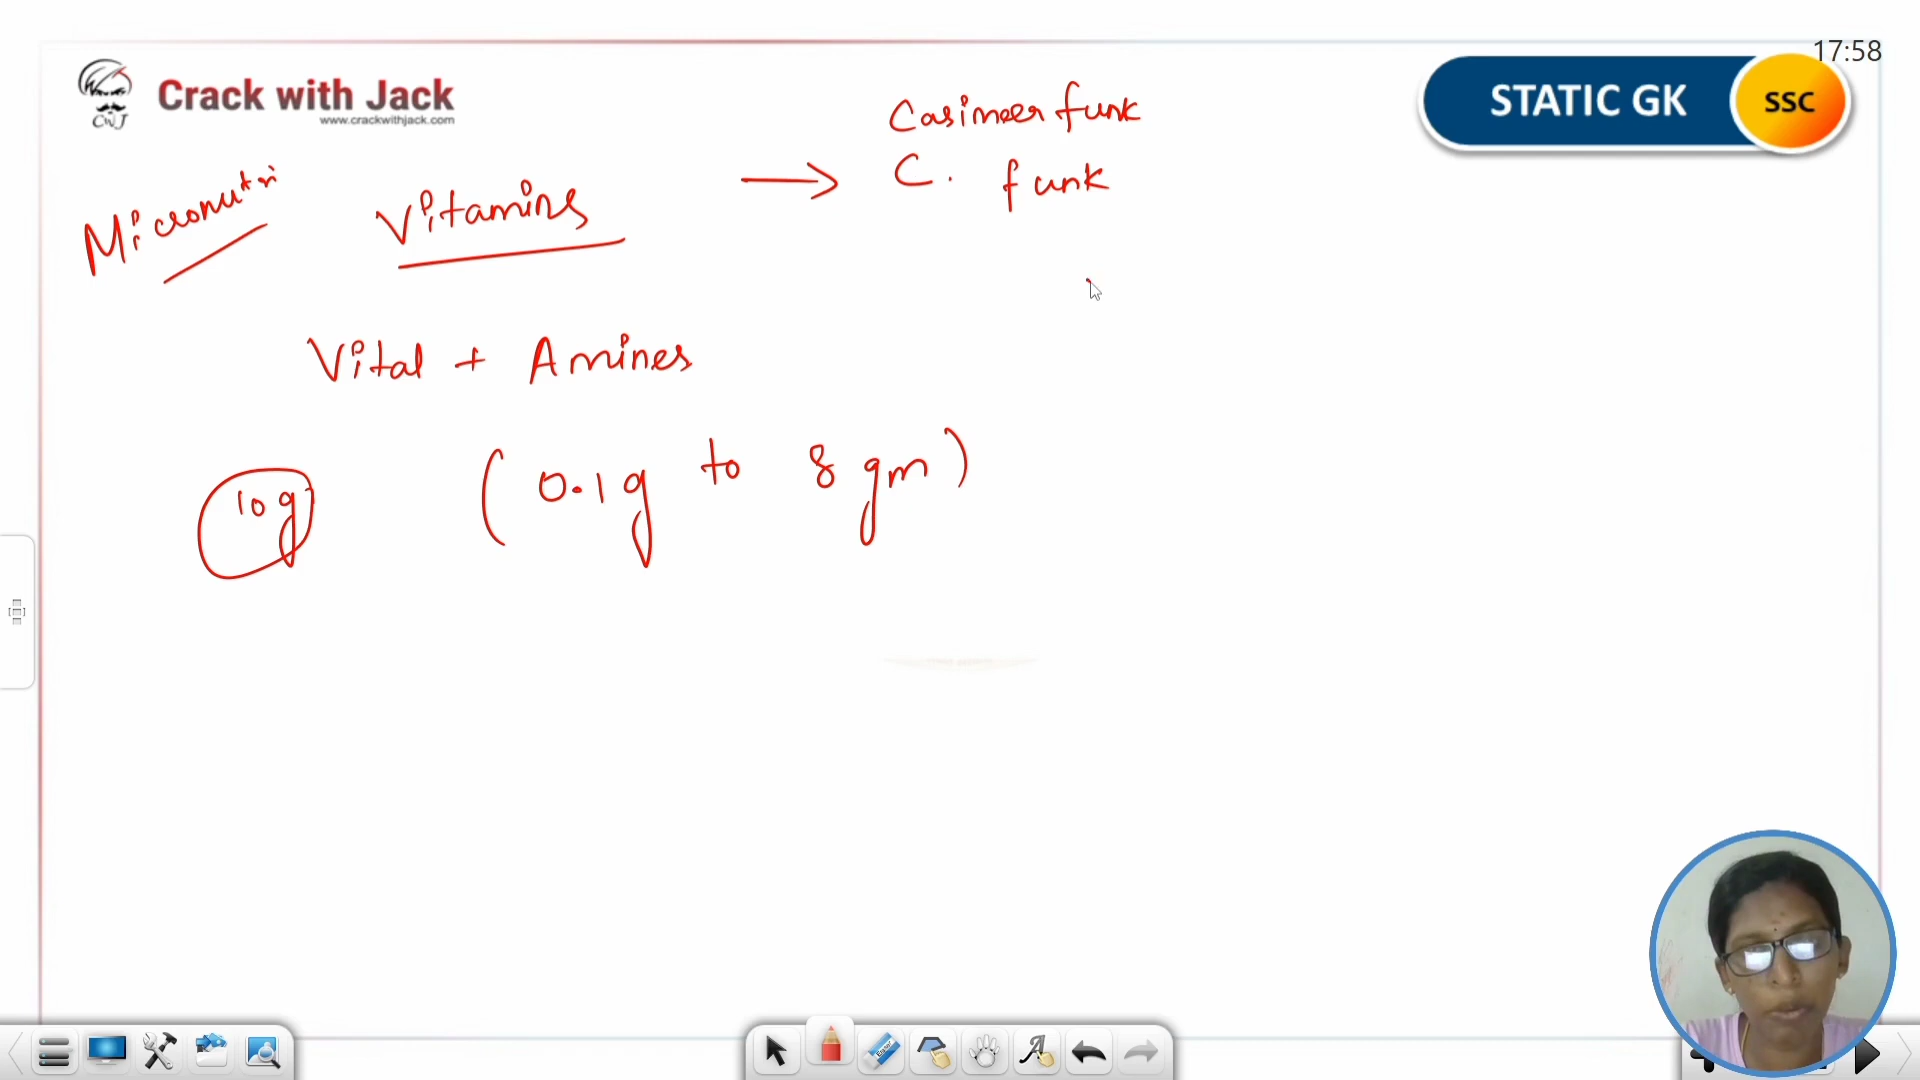 17:58
Crack with Jack
www.crackwithjack.com
CWJ
STATIC GK
SSC
Casimeer funk
C. funk
Micronutri
Vitamins
Vital + Amines
10g
(0.1g to 8 gm)